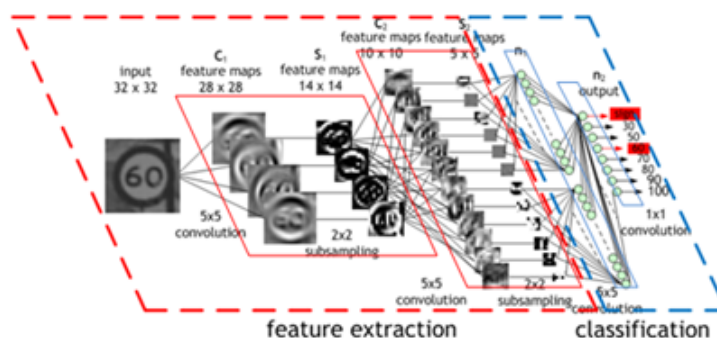 input
32 x 32
C1
feature maps
28 x 28
S1
feature maps
14 x 14
C2
feature maps
10 x 10
S2
feature maps
5 x 5
n1
n2
output
60
30
50
60
70
80
90
100
5x5
convolution
2x2
subsampling
5x5
convolution
2x2
subsampling
5x5
convolution
1x1
convolution
feature extraction
classification